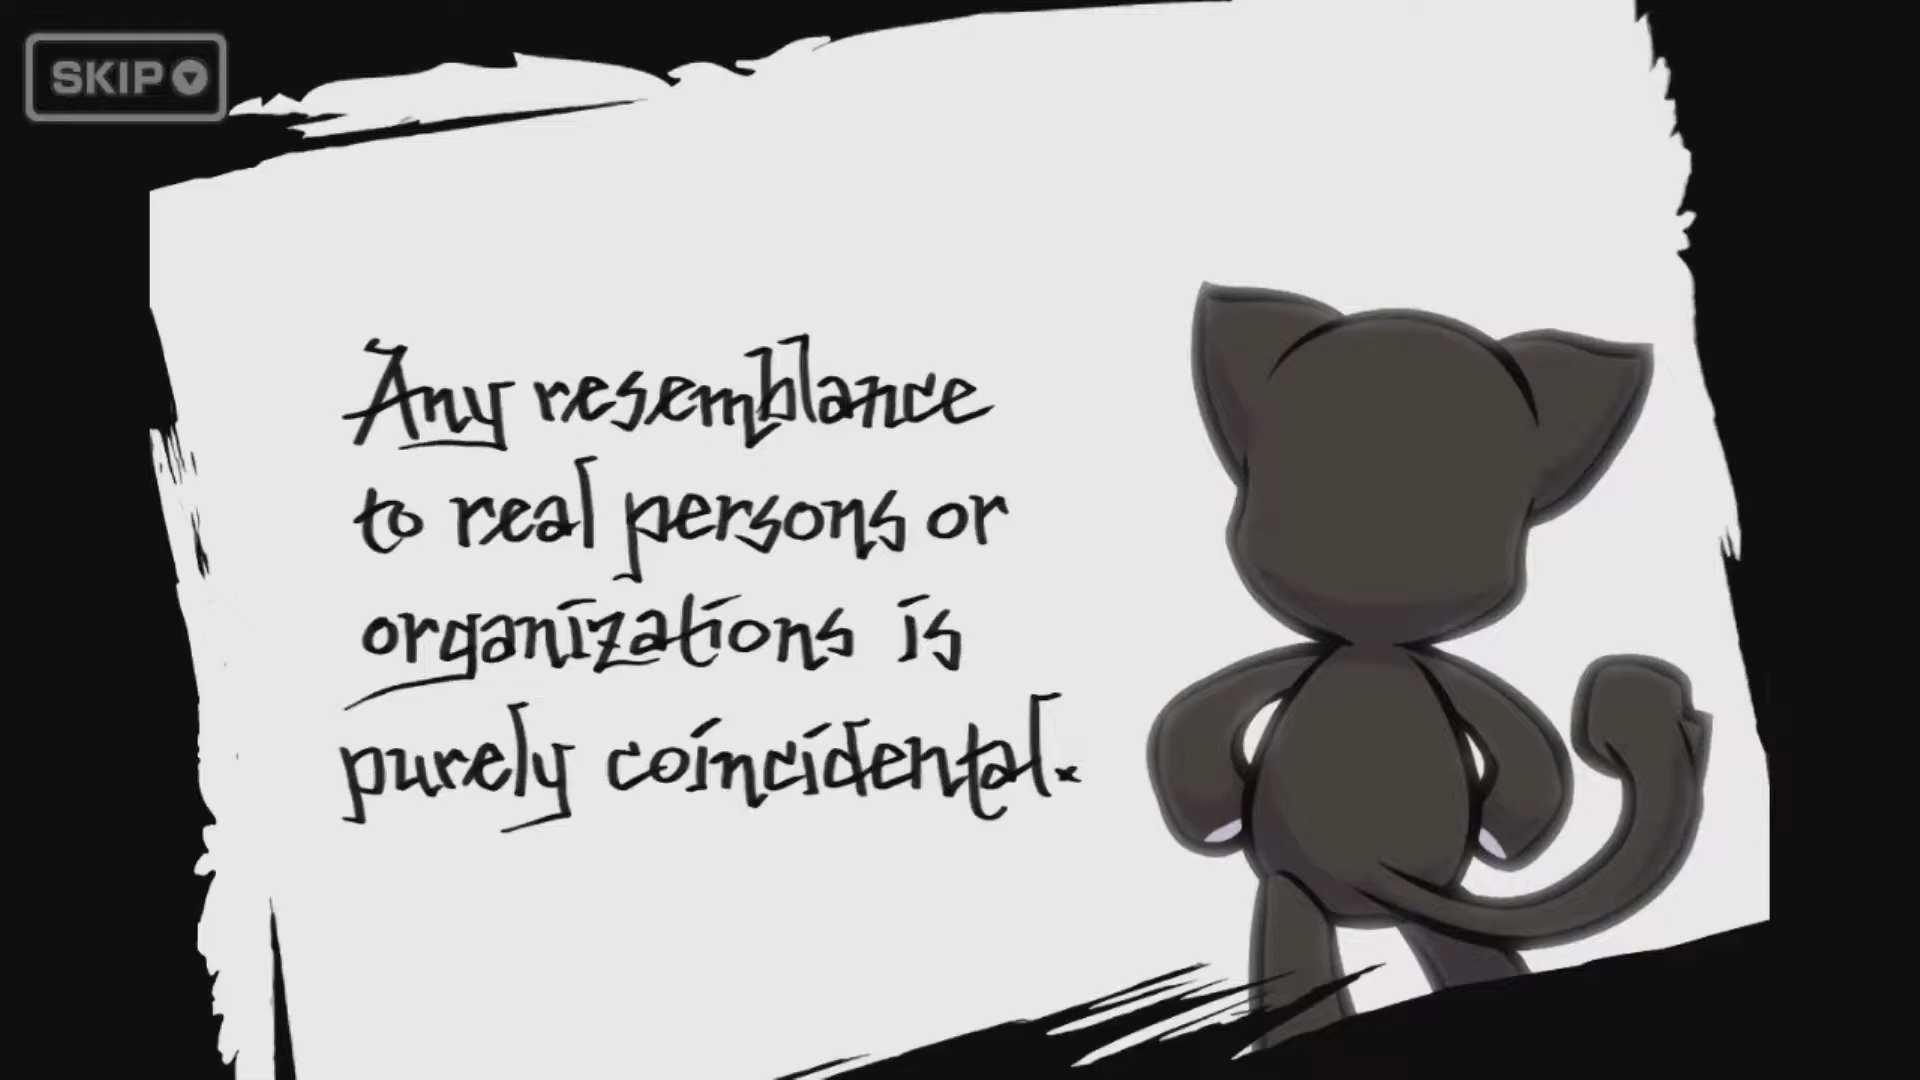 SKIP
Any resemblance
to real persons or
organizations is
purely coincidental.